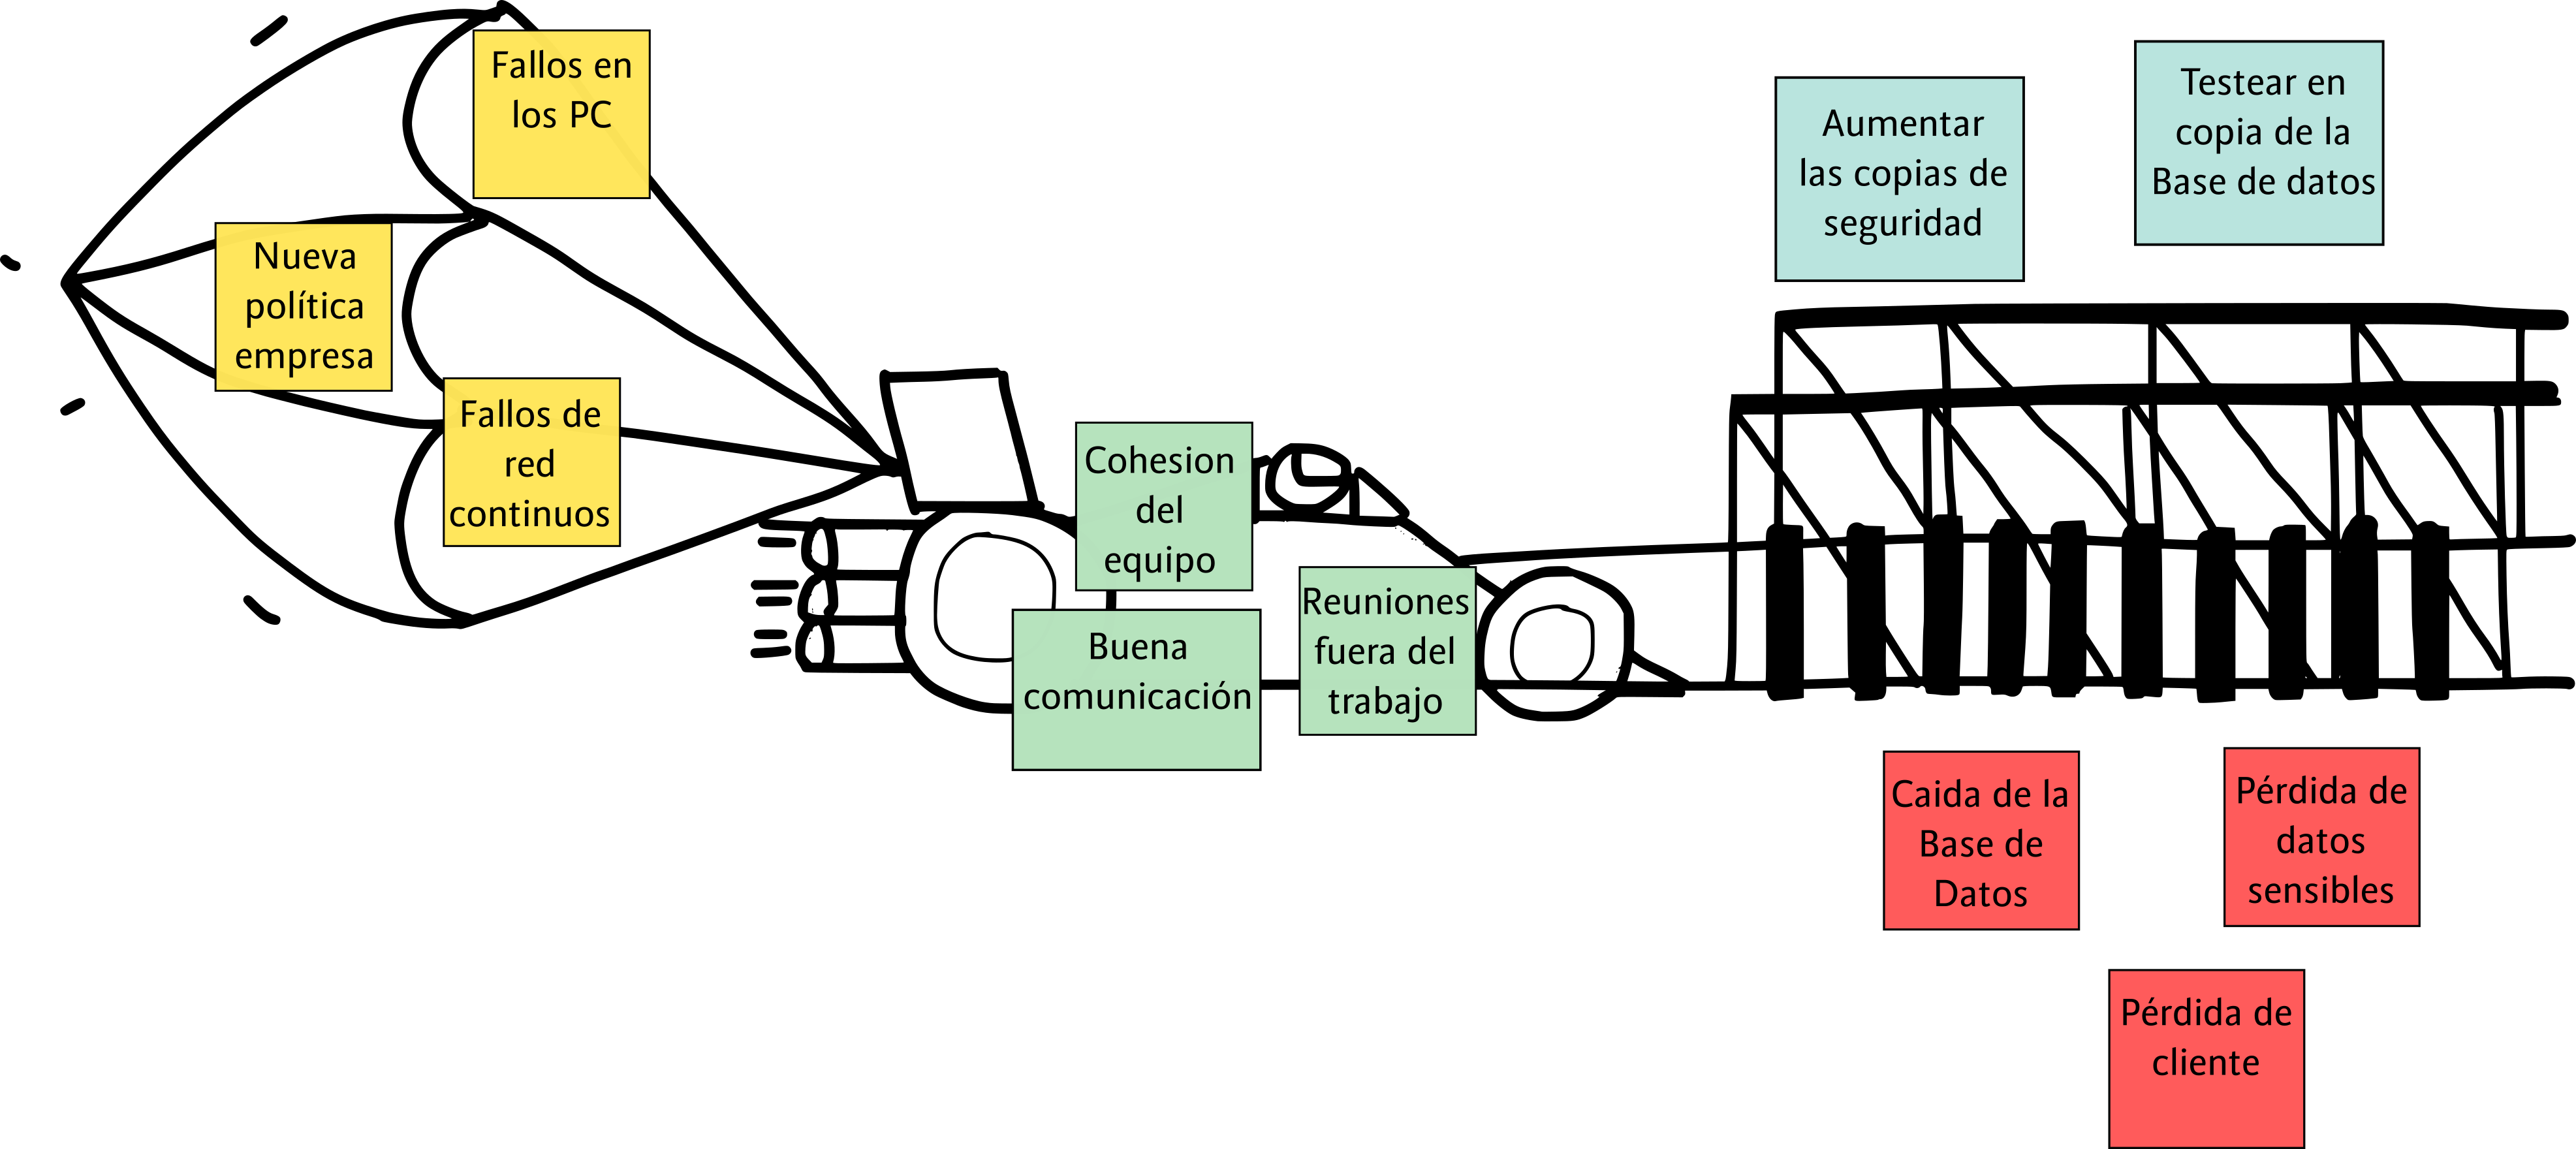 Fallos en
los PC
Nueva
política
empresa
Fallos de
red
continuos
Cohesion
del
equipo
Buena
comunicación
Reuniones
fuera del
trabajo
Aumentar
las copias de
seguridad
Testear en
copia de la
Base de datos
Caida de la
Base de
Datos
Pérdida de
datos
sensibles
Pérdida de
cliente